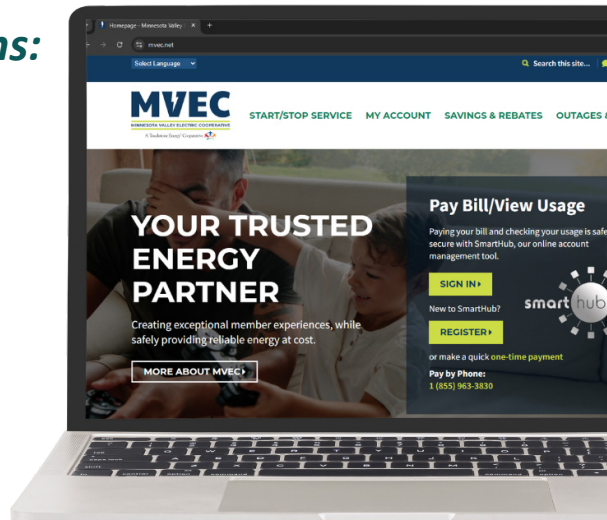 ns:
Homepage - Minnesota Valley
mvec.net
Select Language
Search this site...
MVEC
MINNESOTA VALLEY ELECTRIC COOPERATIVE
A Touchstone Energy® Cooperative
START/STOP SERVICE MY ACCOUNT SAVINGS & REBATES OUTAGES &
YOUR TRUSTED
ENERGY
PARTNER
Creating exceptional member experiences, while
safely providing reliable energy at cost.
MORE ABOUT MVEC
Pay Bill/View Usage
Paying your bill and checking your usage is safe
secure with SmartHub, our online account
management tool.
SIGN IN
New to SmartHub?
REGISTER
smart hub
or make a quick one-time payment
Pay by Phone:
1 (855) 963-3830